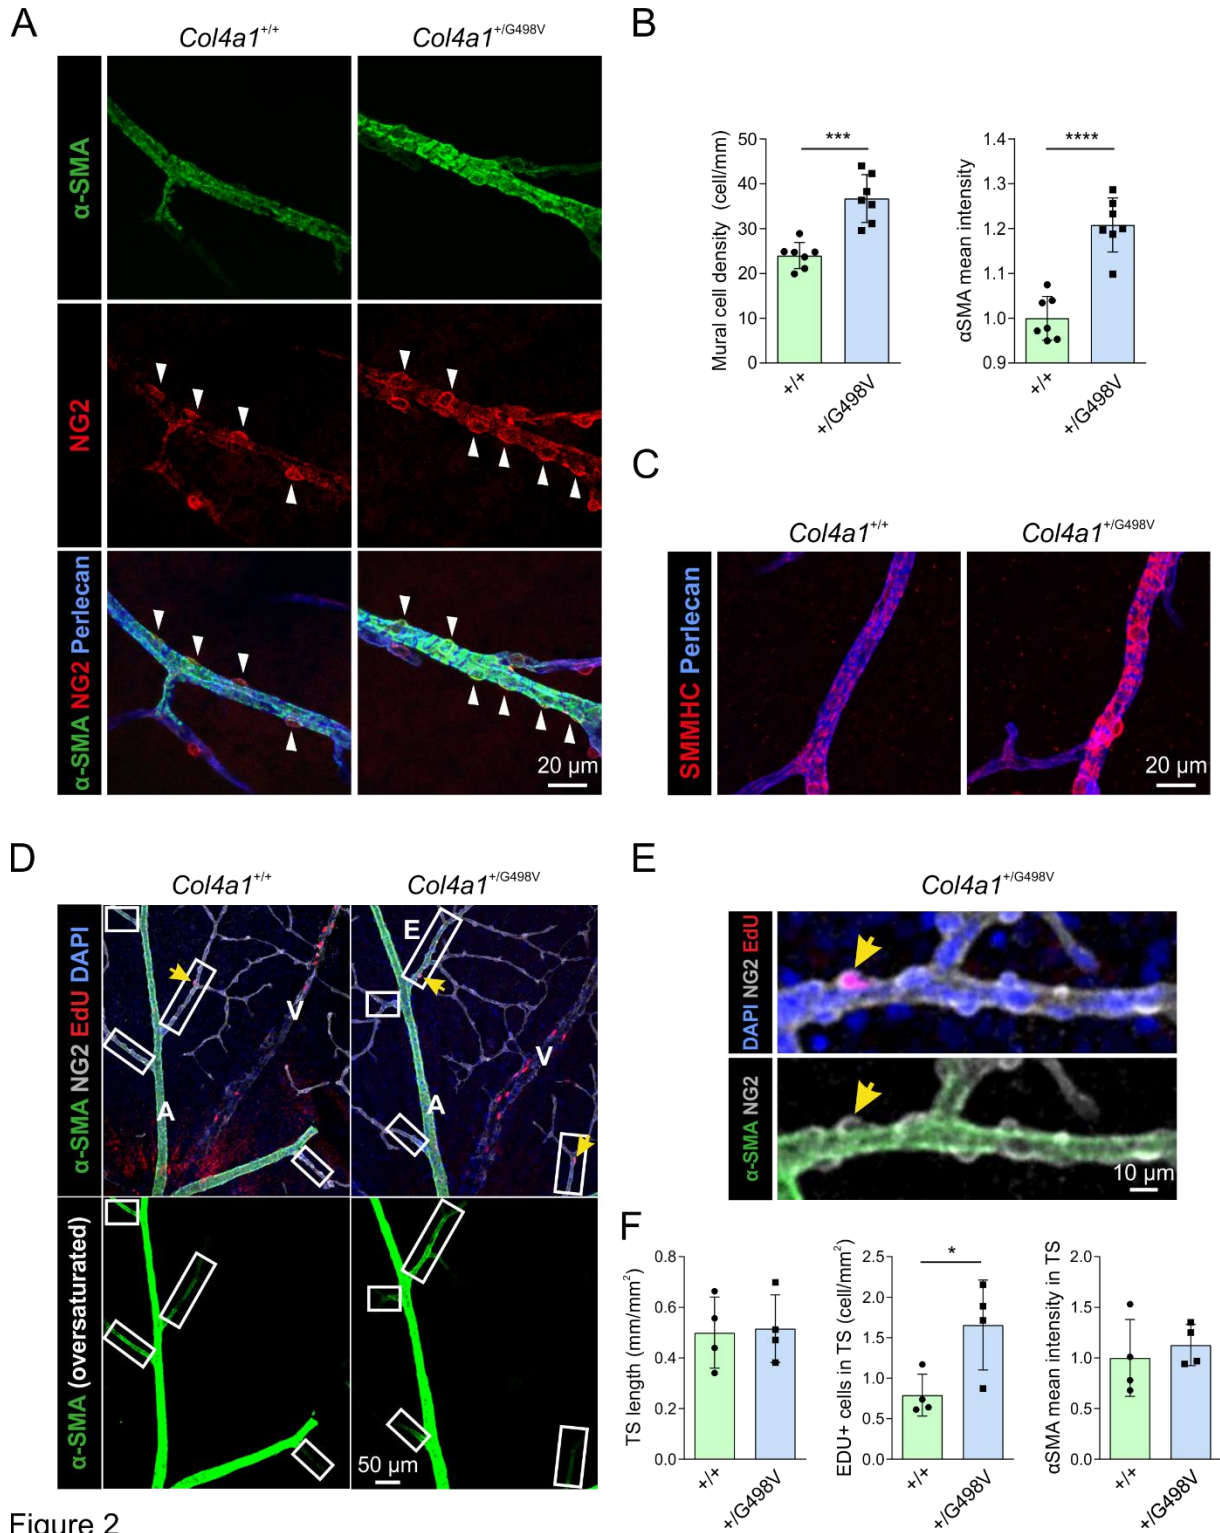 A
Col4a1+/+
Col4a1+/G498V
α-SMA
NG2
α-SMA NG2 Perlecan
20 µm
B
Mural cell density (cell/mm)
50
40
30
20
10
0
***
+/+
+/G498V
αSMA mean intensity
1.4
1.3
1.2
1.1
1.0
0.9
****
+/+
+/G498V
C
Col4a1+/+
Col4a1+/G498V
SMMHC Perlecan
20 µm
D
Col4a1+/+
Col4a1+/G498V
α-SMA NG2 EdU DAPI
A
V
E
A
V
α-SMA (oversaturated)
50 µm
E
Col4a1+/G498V
DAPI NG2 EdU
α-SMA NG2
10 µm
F
TS length (mm/mm²)
0.8
0.6
0.4
0.2
0.0
+/+
+/G498V
EDU+ cells in TS (cell/mm²)
2.5
2.0
1.5
1.0
0.5
0.0
*
+/+
+/G498V
αSMA mean intensity in TS
2.0
1.5
1.0
0.5
0.0
+/+
+/G498V
Figure 2